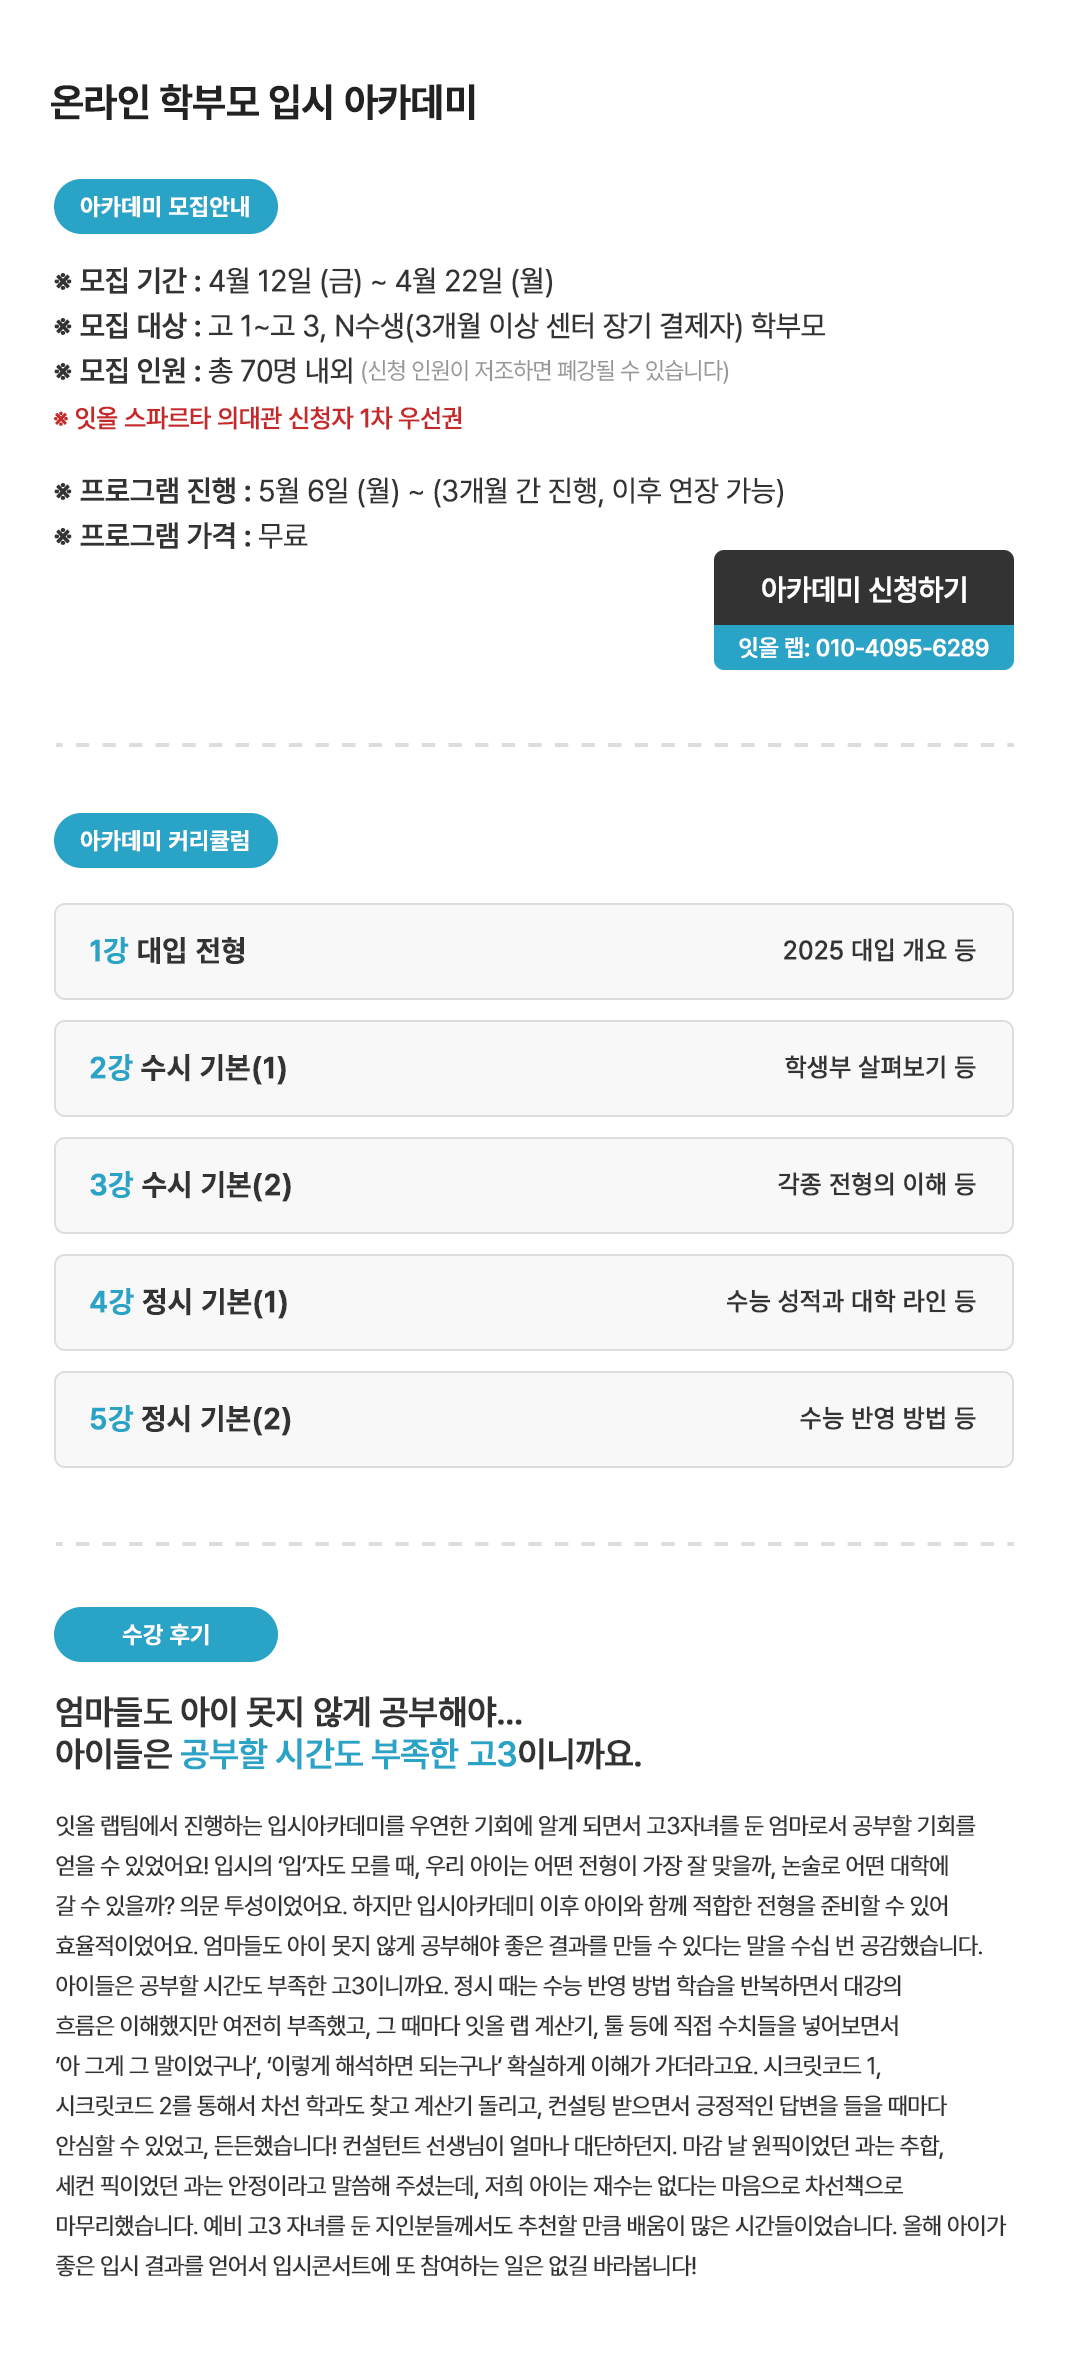 온라인 학부모 입시 아카데미
아카데미 모집안내
※ 모집 기간 : 4월 12일 (금) ~ 4월 22일 (월)
※ 모집 대상 : 고 1~고 3, N수생(3개월 이상 센터 장기 결제자) 학부모
※ 모집 인원 : 총 70명 내외 (신청 인원이 저조하면 폐강될 수 있습니다)
※ 잇올 스파르타 의대관 신청자 1차 우선권
※ 프로그램 진행 : 5월 6일 (월) ~ (3개월 간 진행, 이후 연장 가능)
※ 프로그램 가격 : 무료
아카데미 신청하기
잇올 랩: 010-4095-6289
아카데미 커리큘럼
1강 대입 전형 2025 대입 개요 등
2강 수시 기본(1) 학생부 살펴보기 등
3강 수시 기본(2) 각종 전형의 이해 등
4강 정시 기본(1) 수능 성적과 대학 라인 등
5강 정시 기본(2) 수능 반영 방법 등
수강 후기
엄마들도 아이 못지 않게 공부해야...
아이들은 공부할 시간도 부족한 고3이니까요.
잇올 랩팀에서 진행하는 입시아카데미를 우연한 기회에 알게 되면서 고3자녀를 둔 엄마로서 공부할 기회를
얻을 수 있었어요! 입시의 ‘입’자도 모를 때, 우리 아이는 어떤 전형이 가장 잘 맞을까, 논술로 어떤 대학에
갈 수 있을까? 의문 투성이었어요. 하지만 입시아카데미 이후 아이와 함께 적합한 전형을 준비할 수 있어
효율적이었어요. 엄마들도 아이 못지 않게 공부해야 좋은 결과를 만들 수 있다는 말을 수십 번 공감했습니다.
아이들은 공부할 시간도 부족한 고3이니까요. 정시 때는 수능 반영 방법 학습을 반복하면서 대강의
흐름은 이해했지만 여전히 부족했고, 그 때마다 잇올 랩 계산기, 툴 등에 직접 수치들을 넣어보면서
‘아 그게 그 말이었구나‘, ‘이렇게 해석하면 되는구나‘ 확실하게 이해가 가더라고요. 시크릿코드 1,
시크릿코드 2를 통해서 차선 학과도 찾고 계산기 돌리고, 컨설팅 받으면서 긍정적인 답변을 들을 때마다
안심할 수 있었고, 든든했습니다! 컨설턴트 선생님이 얼마나 대단하던지. 마감 날 원픽이었던 과는 추합,
세컨 픽이었던 과는 안정이라고 말씀해 주셨는데, 저희 아이는 재수는 없다는 마음으로 차선책으로
마무리했습니다. 예비 고3 자녀를 둔 지인분들께서도 추천할 만큼 배움이 많은 시간들이었습니다. 올해 아이가
좋은 입시 결과를 얻어서 입시콘서트에 또 참여하는 일은 없길 바라봅니다!